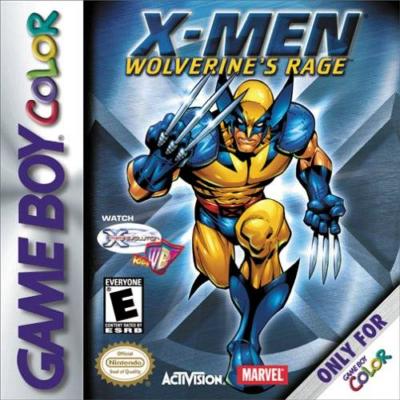 GAME BOY COLOR
X-MEN
WOLVERINE'S RAGE
WATCH
X-MEN EVOLUTION
KIDS WB!
EVERYONE
E
CONTENT RATED BY
ESRB
Official
Nintendo
Seal of Quality
ACTIVISION.
MARVEL
ONLY FOR
GAME BOY
COLOR